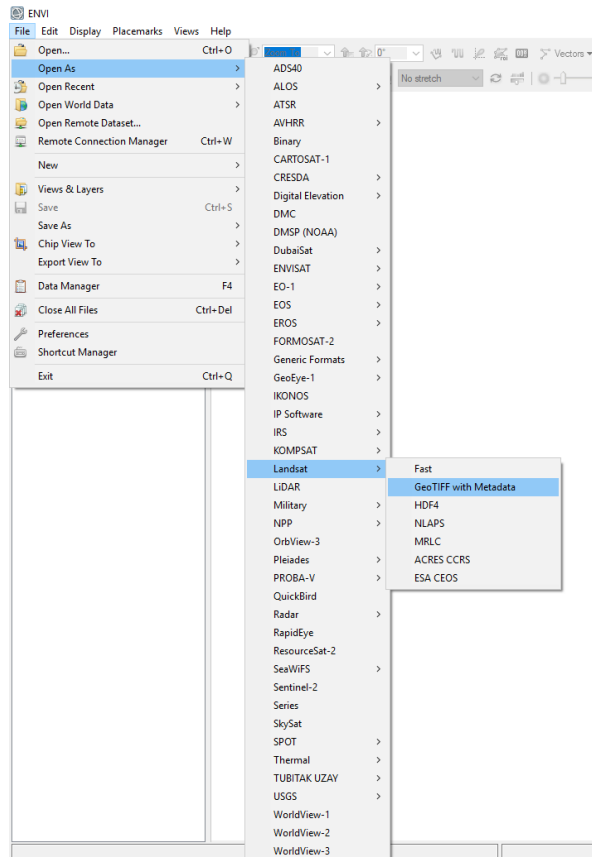 ENVI
File Edit Display Placemarks Views Help
Open... Ctrl+O
Open As
Open Recent
Open World Data
Open Remote Dataset...
Remote Connection Manager Ctrl+W
New
Views & Layers
Save Ctrl+S
Save As
Chip View To
Export View To
Data Manager F4
Close All Files Ctrl+Del
Preferences
Shortcut Manager
Exit Ctrl+Q
0°
Vectors
No stretch
ADS40
ALOS
ATSR
AVHRR
Binary
CARTOSAT-1
CRESDA
Digital Elevation
DMC
DMSP (NOAA)
DubaiSat
ENVISAT
EO-1
EOS
EROS
FORMOSAT-2
Generic Formats
GeoEye-1
IKONOS
IP Software
IRS
KOMPSAT
Landsat
LiDAR
Military
NPP
OrbView-3
Pleiades
PROBA-V
QuickBird
Radar
RapidEye
ResourceSat-2
SeaWiFS
Sentinel-2
Series
SkySat
SPOT
Thermal
TUBITAK UZAY
USGS
WorldView-1
WorldView-2
WorldView-3
Fast
GeoTIFF with Metadata
HDF4
NLAPS
MRLC
ACRES CCRS
ESA CEOS